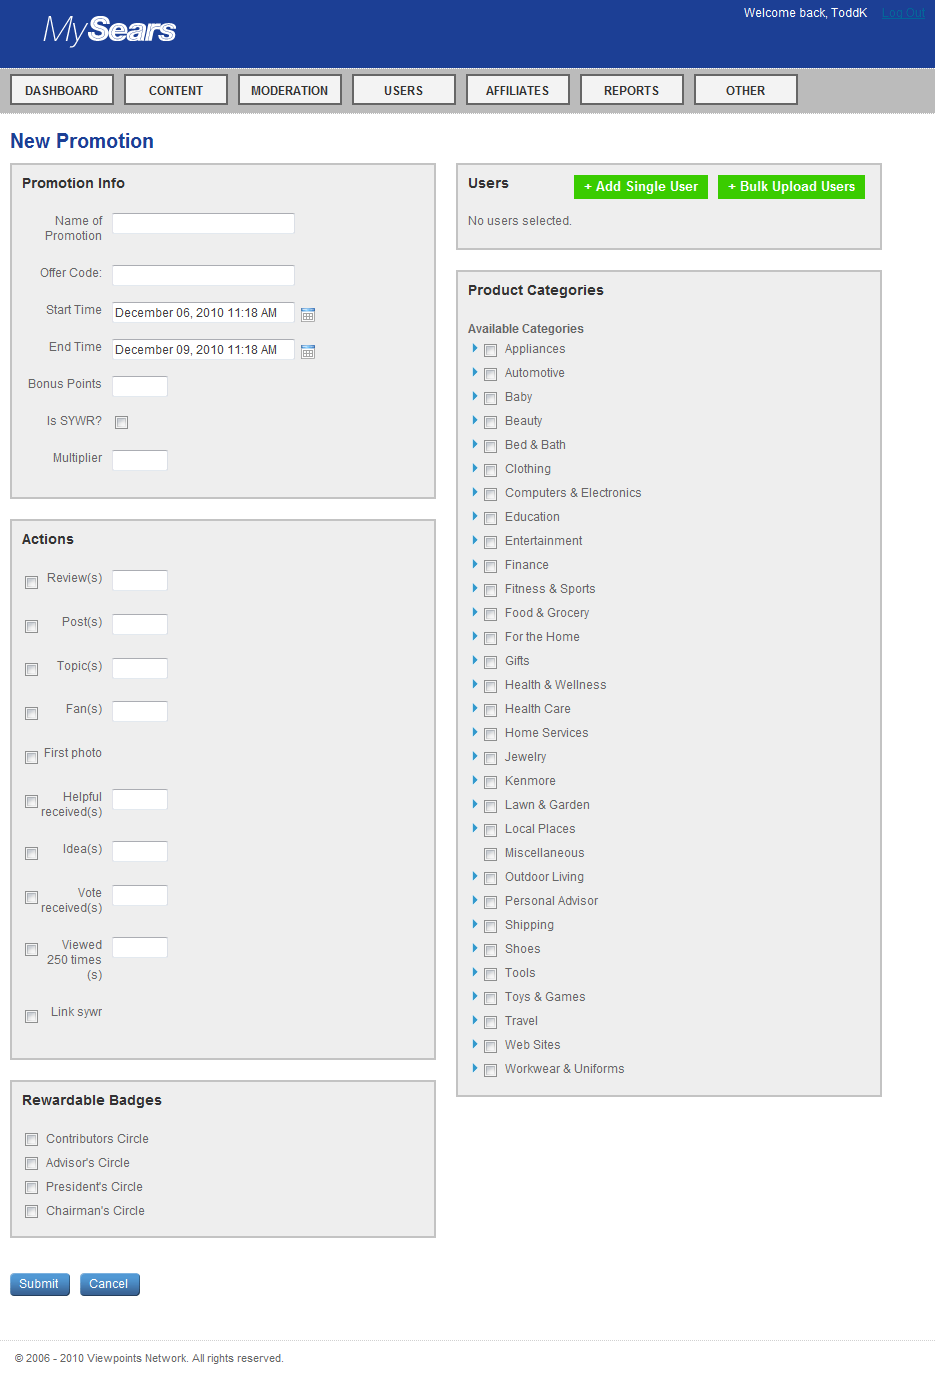 MySears
Welcome back, ToddK Log Out
DASHBOARD CONTENT MODERATION USERS AFFILIATES REPORTS OTHER
New Promotion
Promotion Info
Name of
Promotion
Offer Code:
Start Time December 06, 2010 11:18 AM
End Time December 09, 2010 11:18 AM
Bonus Points
Is SYWR?
Multiplier
Actions
Review(s)
Post(s)
Topic(s)
Fan(s)
First photo
Helpful
received(s)
Idea(s)
Vote
received(s)
Viewed
250 times
(s)
Link sywr
Rewardable Badges
Contributors Circle
Advisor's Circle
President's Circle
Chairman's Circle
Submit Cancel
Users + Add Single User + Bulk Upload Users
No users selected.
Product Categories
Available Categories
Appliances
Automotive
Baby
Beauty
Bed & Bath
Clothing
Computers & Electronics
Education
Entertainment
Finance
Fitness & Sports
Food & Grocery
For the Home
Gifts
Health & Wellness
Health Care
Home Services
Jewelry
Kenmore
Lawn & Garden
Local Places
Miscellaneous
Outdoor Living
Personal Advisor
Shipping
Shoes
Tools
Toys & Games
Travel
Web Sites
Workwear & Uniforms
© 2006 - 2010 Viewpoints Network. All rights reserved.